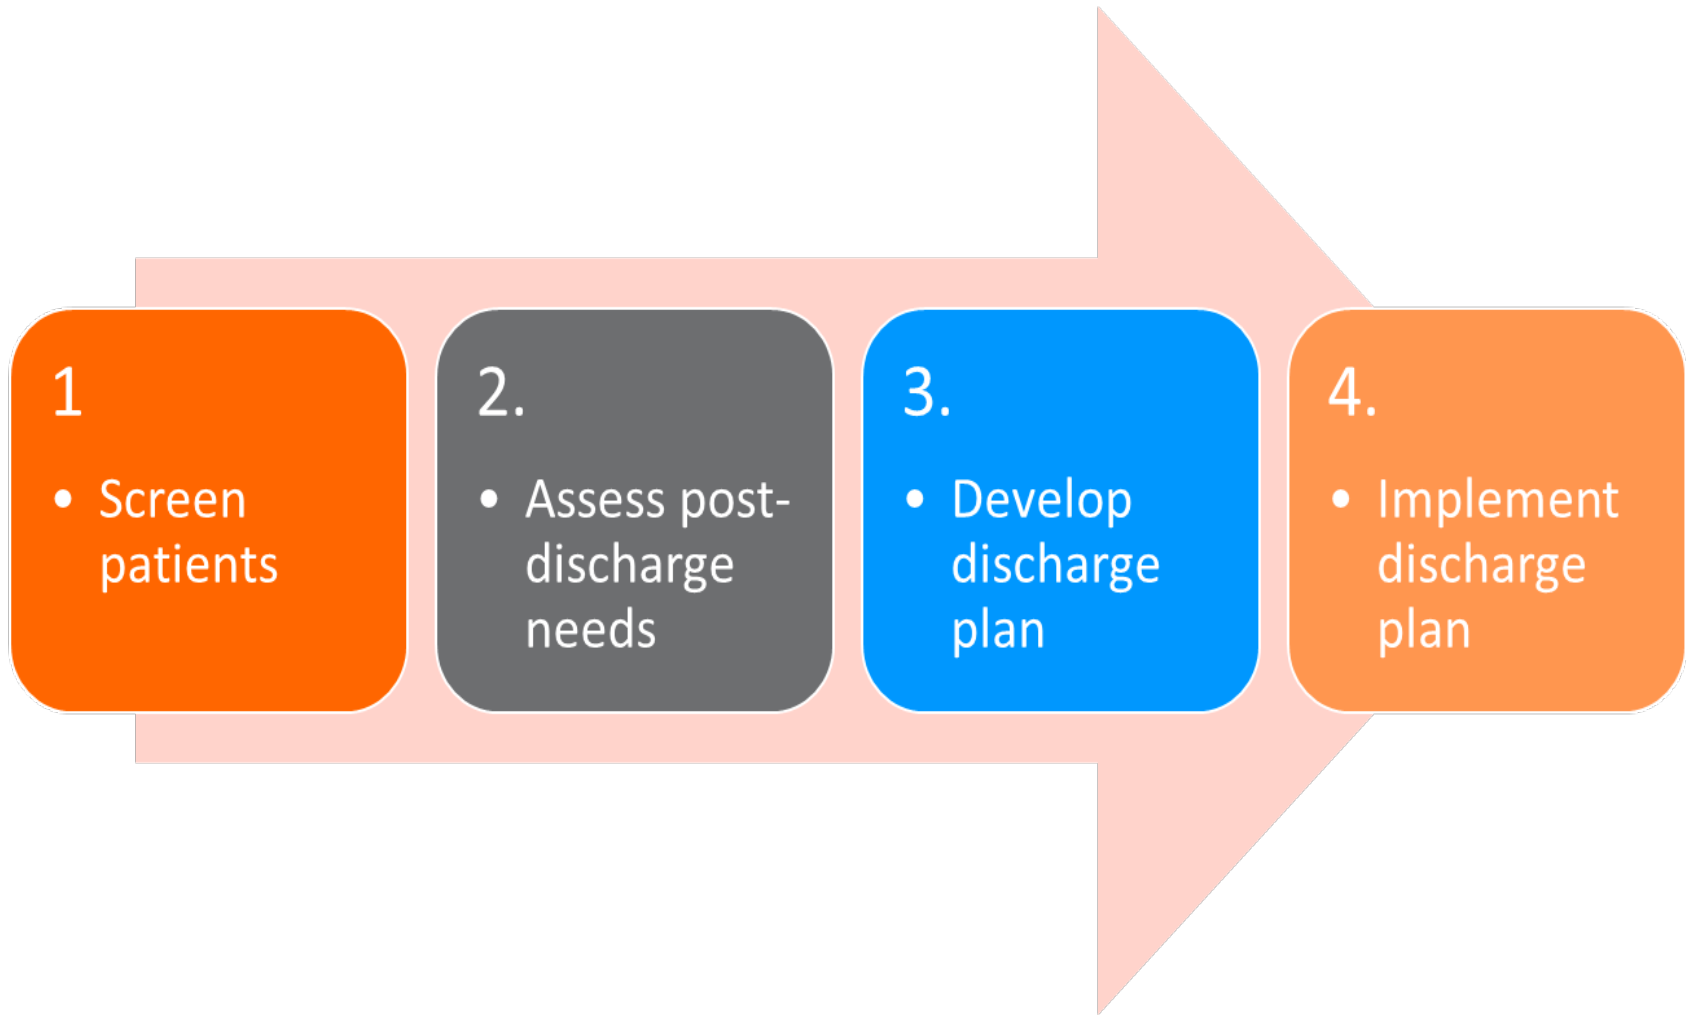 1
• Screen
patients
2.
• Assess post-
discharge
needs
3.
• Develop
discharge
plan
4.
• Implement
discharge
plan